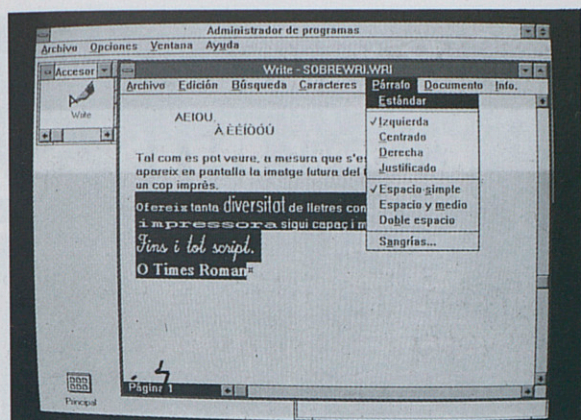 Administrador de programas
Archivo Opciones Ventana Ayuda
Accesor
Write
Write - SOBREWRI.WRI
Archivo Edición Búsqueda Caracteres Párrafo Documento Info.
Estándar
Izquierda
Centrado
Derecha
Justificado
Espacio simple
Espacio y medio
Doble espacio
Sangrías...
AEIOU,
ÀÈÉÍÒÓÚ
Tal com es pot veure, a mesura que s'es
apareix en pantalla la imatge futura del
un cop imprès.
Ofereix tanta diversitat de lletres con
impressora sigui capaç i m
Fins i tot script.
O Times Roman
Página 1
Principal